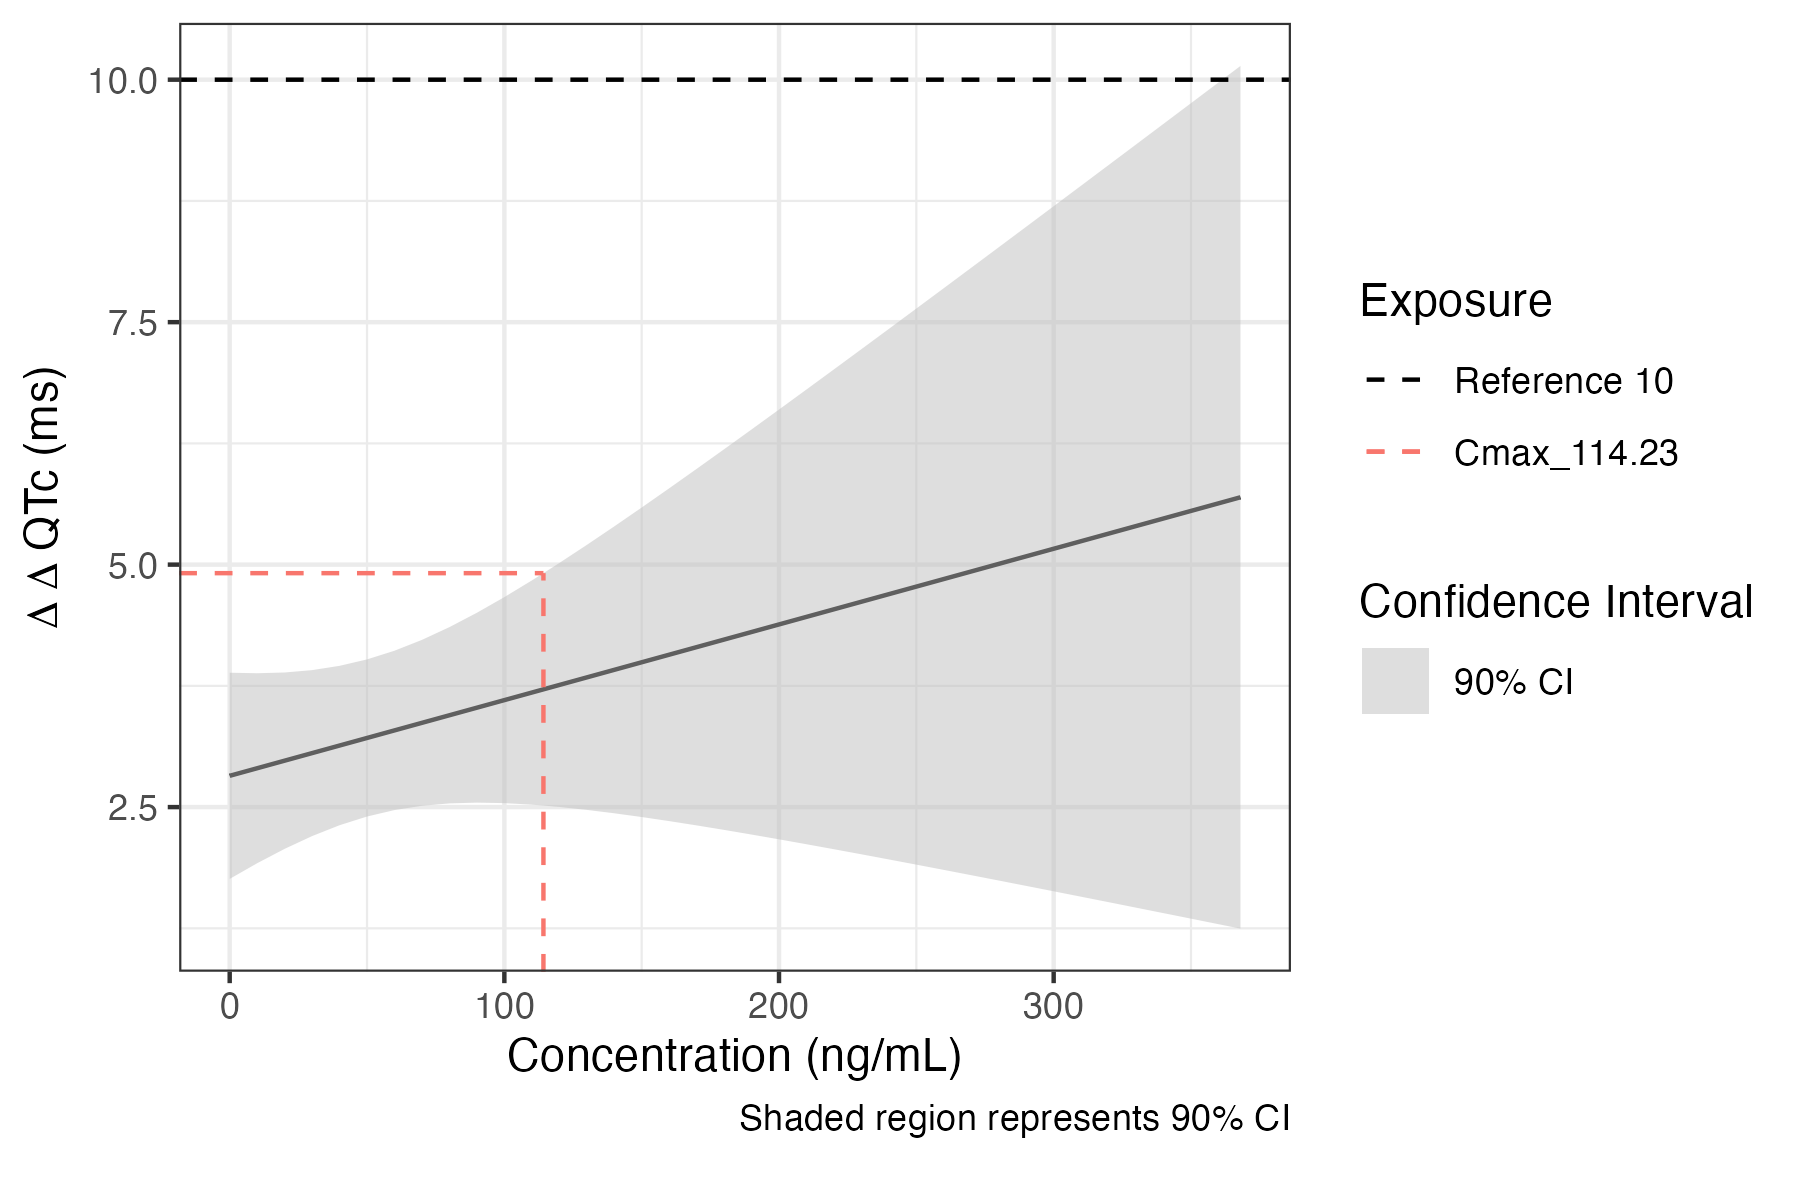 10.0
7.5
5.0
2.5
Δ Δ QTc (ms)
0
100
200
300
Concentration (ng/mL)
Shaded region represents 90% CI
Exposure
Reference 10
Cmax_114.23
Confidence Interval
90% CI